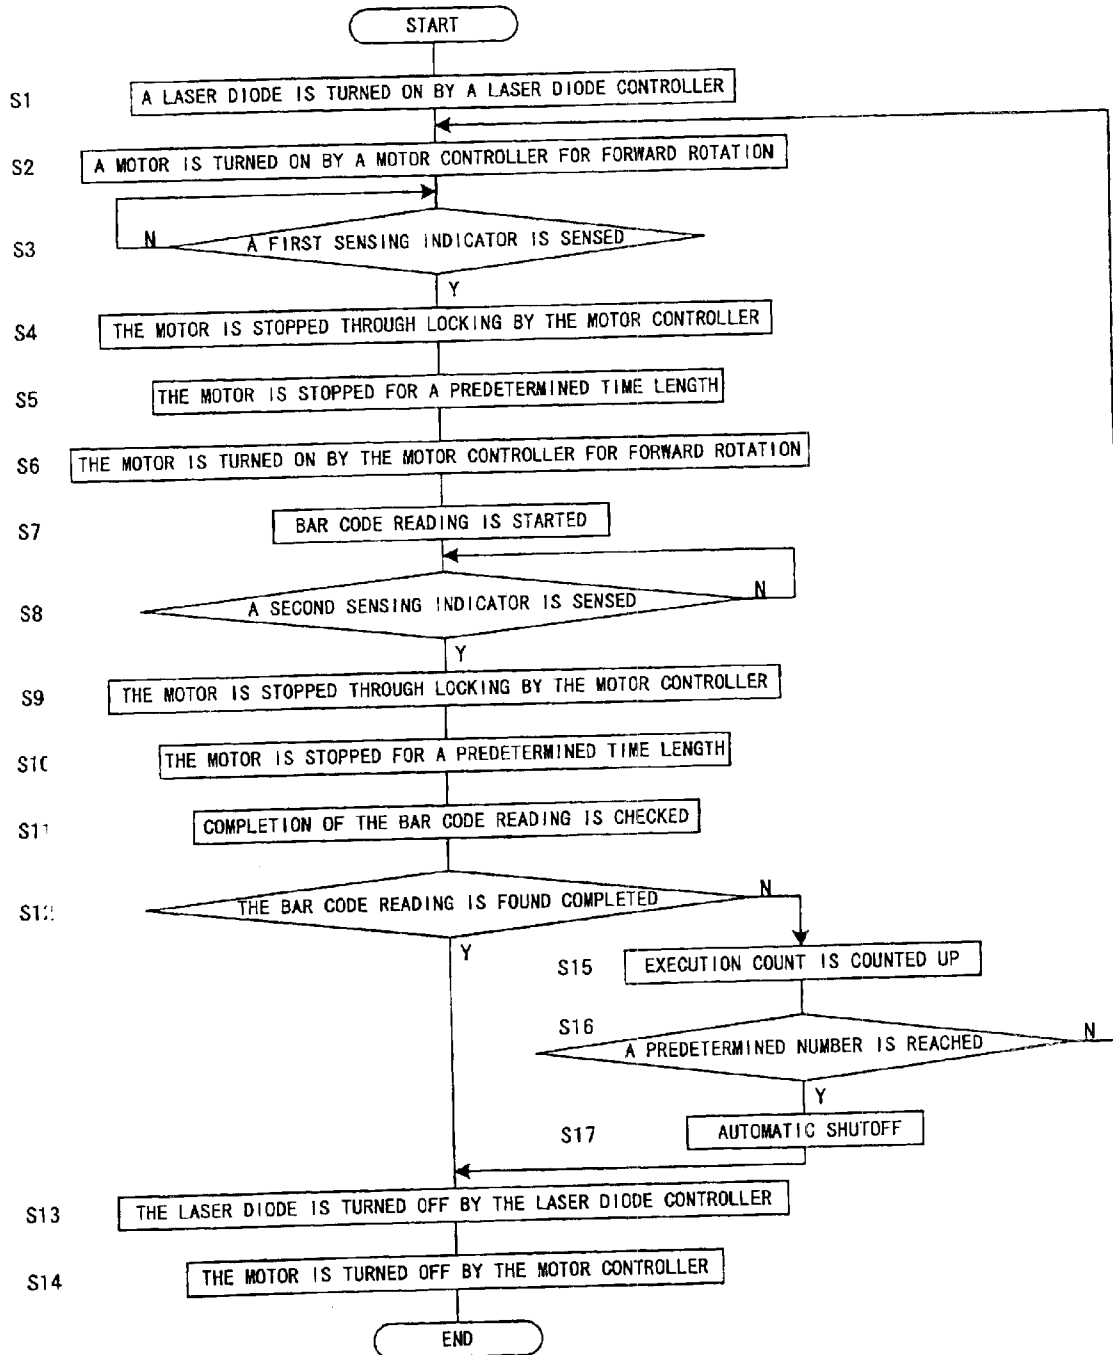 START
S1 A LASER DIODE IS TURNED ON BY A LASER DIODE CONTROLLER
S2 A MOTOR IS TURNED ON BY A MOTOR CONTROLLER FOR FORWARD ROTATION
S3 N A FIRST SENSING INDICATOR IS SENSED
Y
S4 THE MOTOR IS STOPPED THROUGH LOCKING BY THE MOTOR CONTROLLER
S5 THE MOTOR IS STOPPED FOR A PREDETERMINED TIME LENGTH
S6 THE MOTOR IS TURNED ON BY THE MOTOR CONTROLLER FOR FORWARD ROTATION
S7 BAR CODE READING IS STARTED
S8 A SECOND SENSING INDICATOR IS SENSED N
Y
S9 THE MOTOR IS STOPPED THROUGH LOCKING BY THE MOTOR CONTROLLER
S10 THE MOTOR IS STOPPED FOR A PREDETERMINED TIME LENGTH
S11 COMPLETION OF THE BAR CODE READING IS CHECKED
S12 THE BAR CODE READING IS FOUND COMPLETED N
Y
S15 EXECUTION COUNT IS COUNTED UP
S16 A PREDETERMINED NUMBER IS REACHED N
Y
S17 AUTOMATIC SHUTOFF
S13 THE LASER DIODE IS TURNED OFF BY THE LASER DIODE CONTROLLER
S14 THE MOTOR IS TURNED OFF BY THE MOTOR CONTROLLER
END